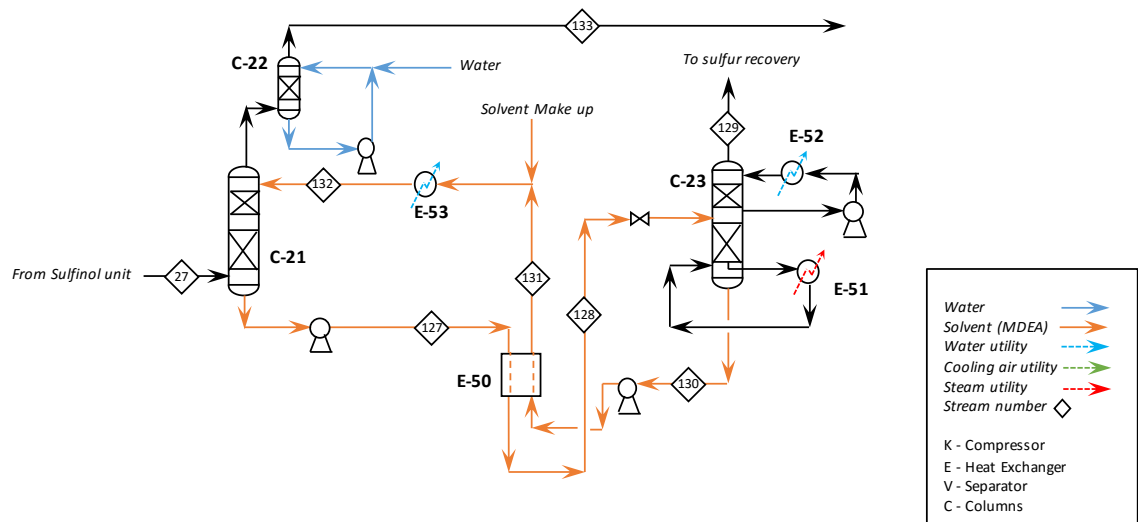 133
C-22
Water
To sulfur recovery
Solvent Make up
129
E-52
132
C-23
E-53
C-21
From Sulfinol unit
27
131
128
E-51
127
E-50
130
Water
Solvent (MDEA)
Water utility
Cooling air utility
Steam utility
Stream number
K - Compressor
E - Heat Exchanger
V - Separator
C - Columns